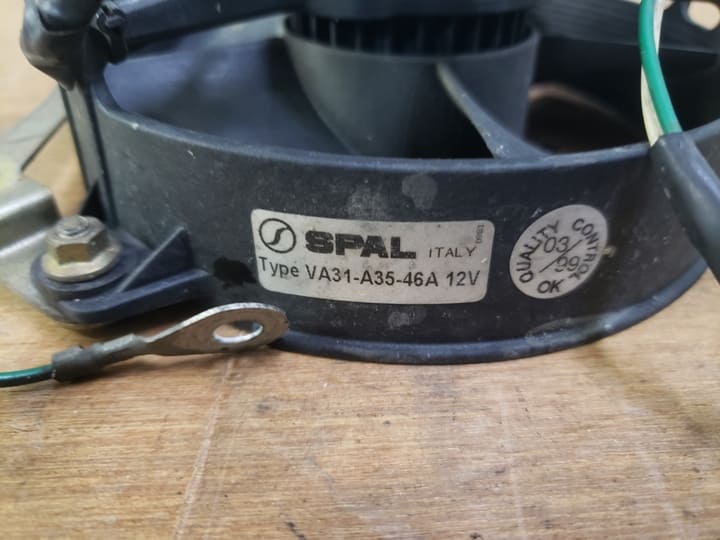 SPAL ITALY
Type VA31-A35-46A 12V
QUALITY CONTROL
03/99
OK